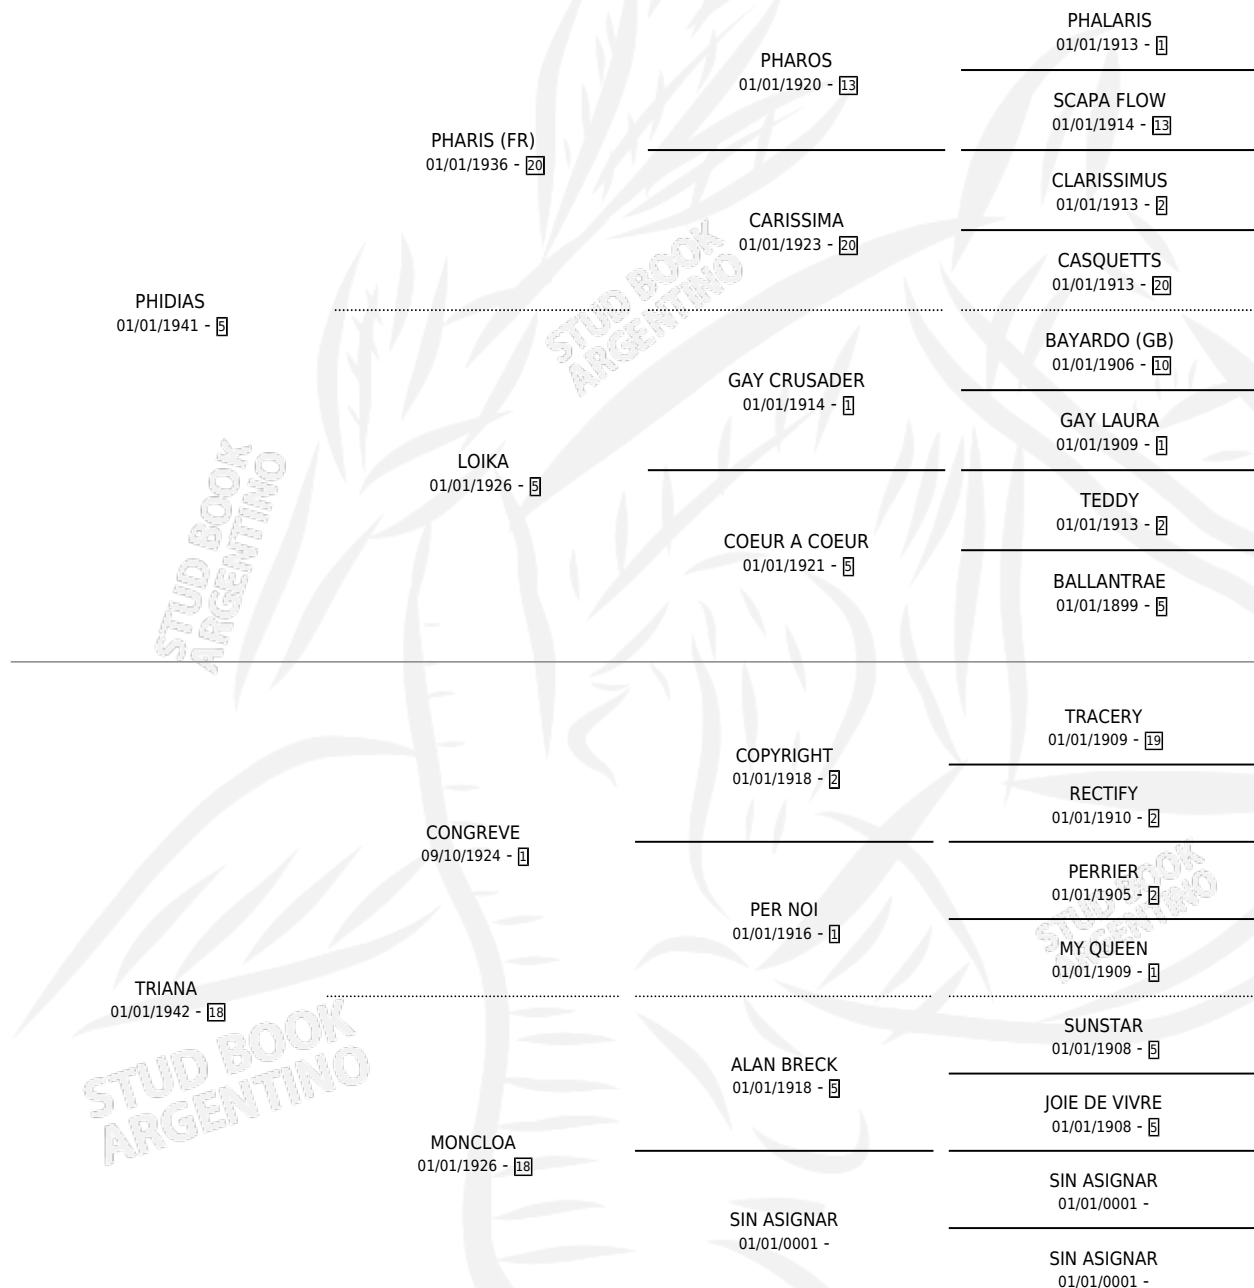 PHALARIS
01/01/1913 - 1
PHAROS
01/01/1920 - 13
SCAPA FLOW
01/01/1914 - 13
PHARIS (FR)
01/01/1936 - 20
CLARISSIMUS
01/01/1913 - 2
CARISSIMA
01/01/1923 - 20
CASQUETTS
01/01/1913 - 20
PHIDIAS
01/01/1941 - 5
BAYARDO (GB)
01/01/1906 - 10
GAY CRUSADER
01/01/1914 - 1
GAY LAURA
01/01/1909 - 1
LOIKA
01/01/1926 - 5
TEDDY
01/01/1913 - 2
COEUR A COEUR
01/01/1921 - 5
BALLANTRAE
01/01/1899 - 5
TRACERY
01/01/1909 - 19
COPYRIGHT
01/01/1918 - 2
RECTIFY
01/01/1910 - 2
CONGREVE
09/10/1924 - 1
PERRIER
01/01/1905 - 2
PER NOI
01/01/1916 - 1
MY QUEEN
01/01/1909 - 1
TRIANA
01/01/1942 - 18
SUNSTAR
01/01/1908 - 5
ALAN BRECK
01/01/1918 - 5
JOIE DE VIVRE
01/01/1908 - 5
MONCLOA
01/01/1926 - 18
SIN ASIGNAR
01/01/0001 -
SIN ASIGNAR
01/01/0001 -
SIN ASIGNAR
01/01/0001 -
STUD BOOK
ARGENTINO
STUD BOOK
ARGENTINO
STUD BOOK
ARGENTINO
STUD BOOK
ARGENTINO